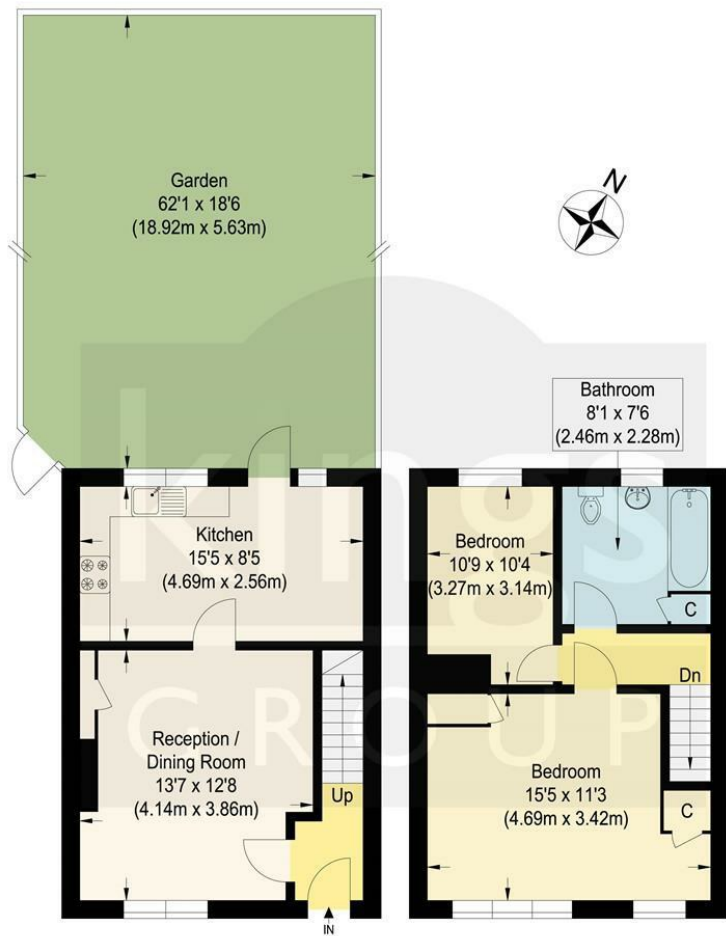 Garden
62'1 x 18'6
(18.92m x 5.63m)
N
Bathroom
8'1 x 7'6
(2.46m x 2.28m)
Kitchen
15'5 x 8'5
(4.69m x 2.56m)
Bedroom
10'9 x 10'4
(3.27m x 3.14m)
C
Dn
Reception /
Dining Room
13'7 x 12'8
(4.14m x 3.86m)
Up
Bedroom
15'5 x 11'3
(4.69m x 3.42m)
C
IN
kings
GROUP